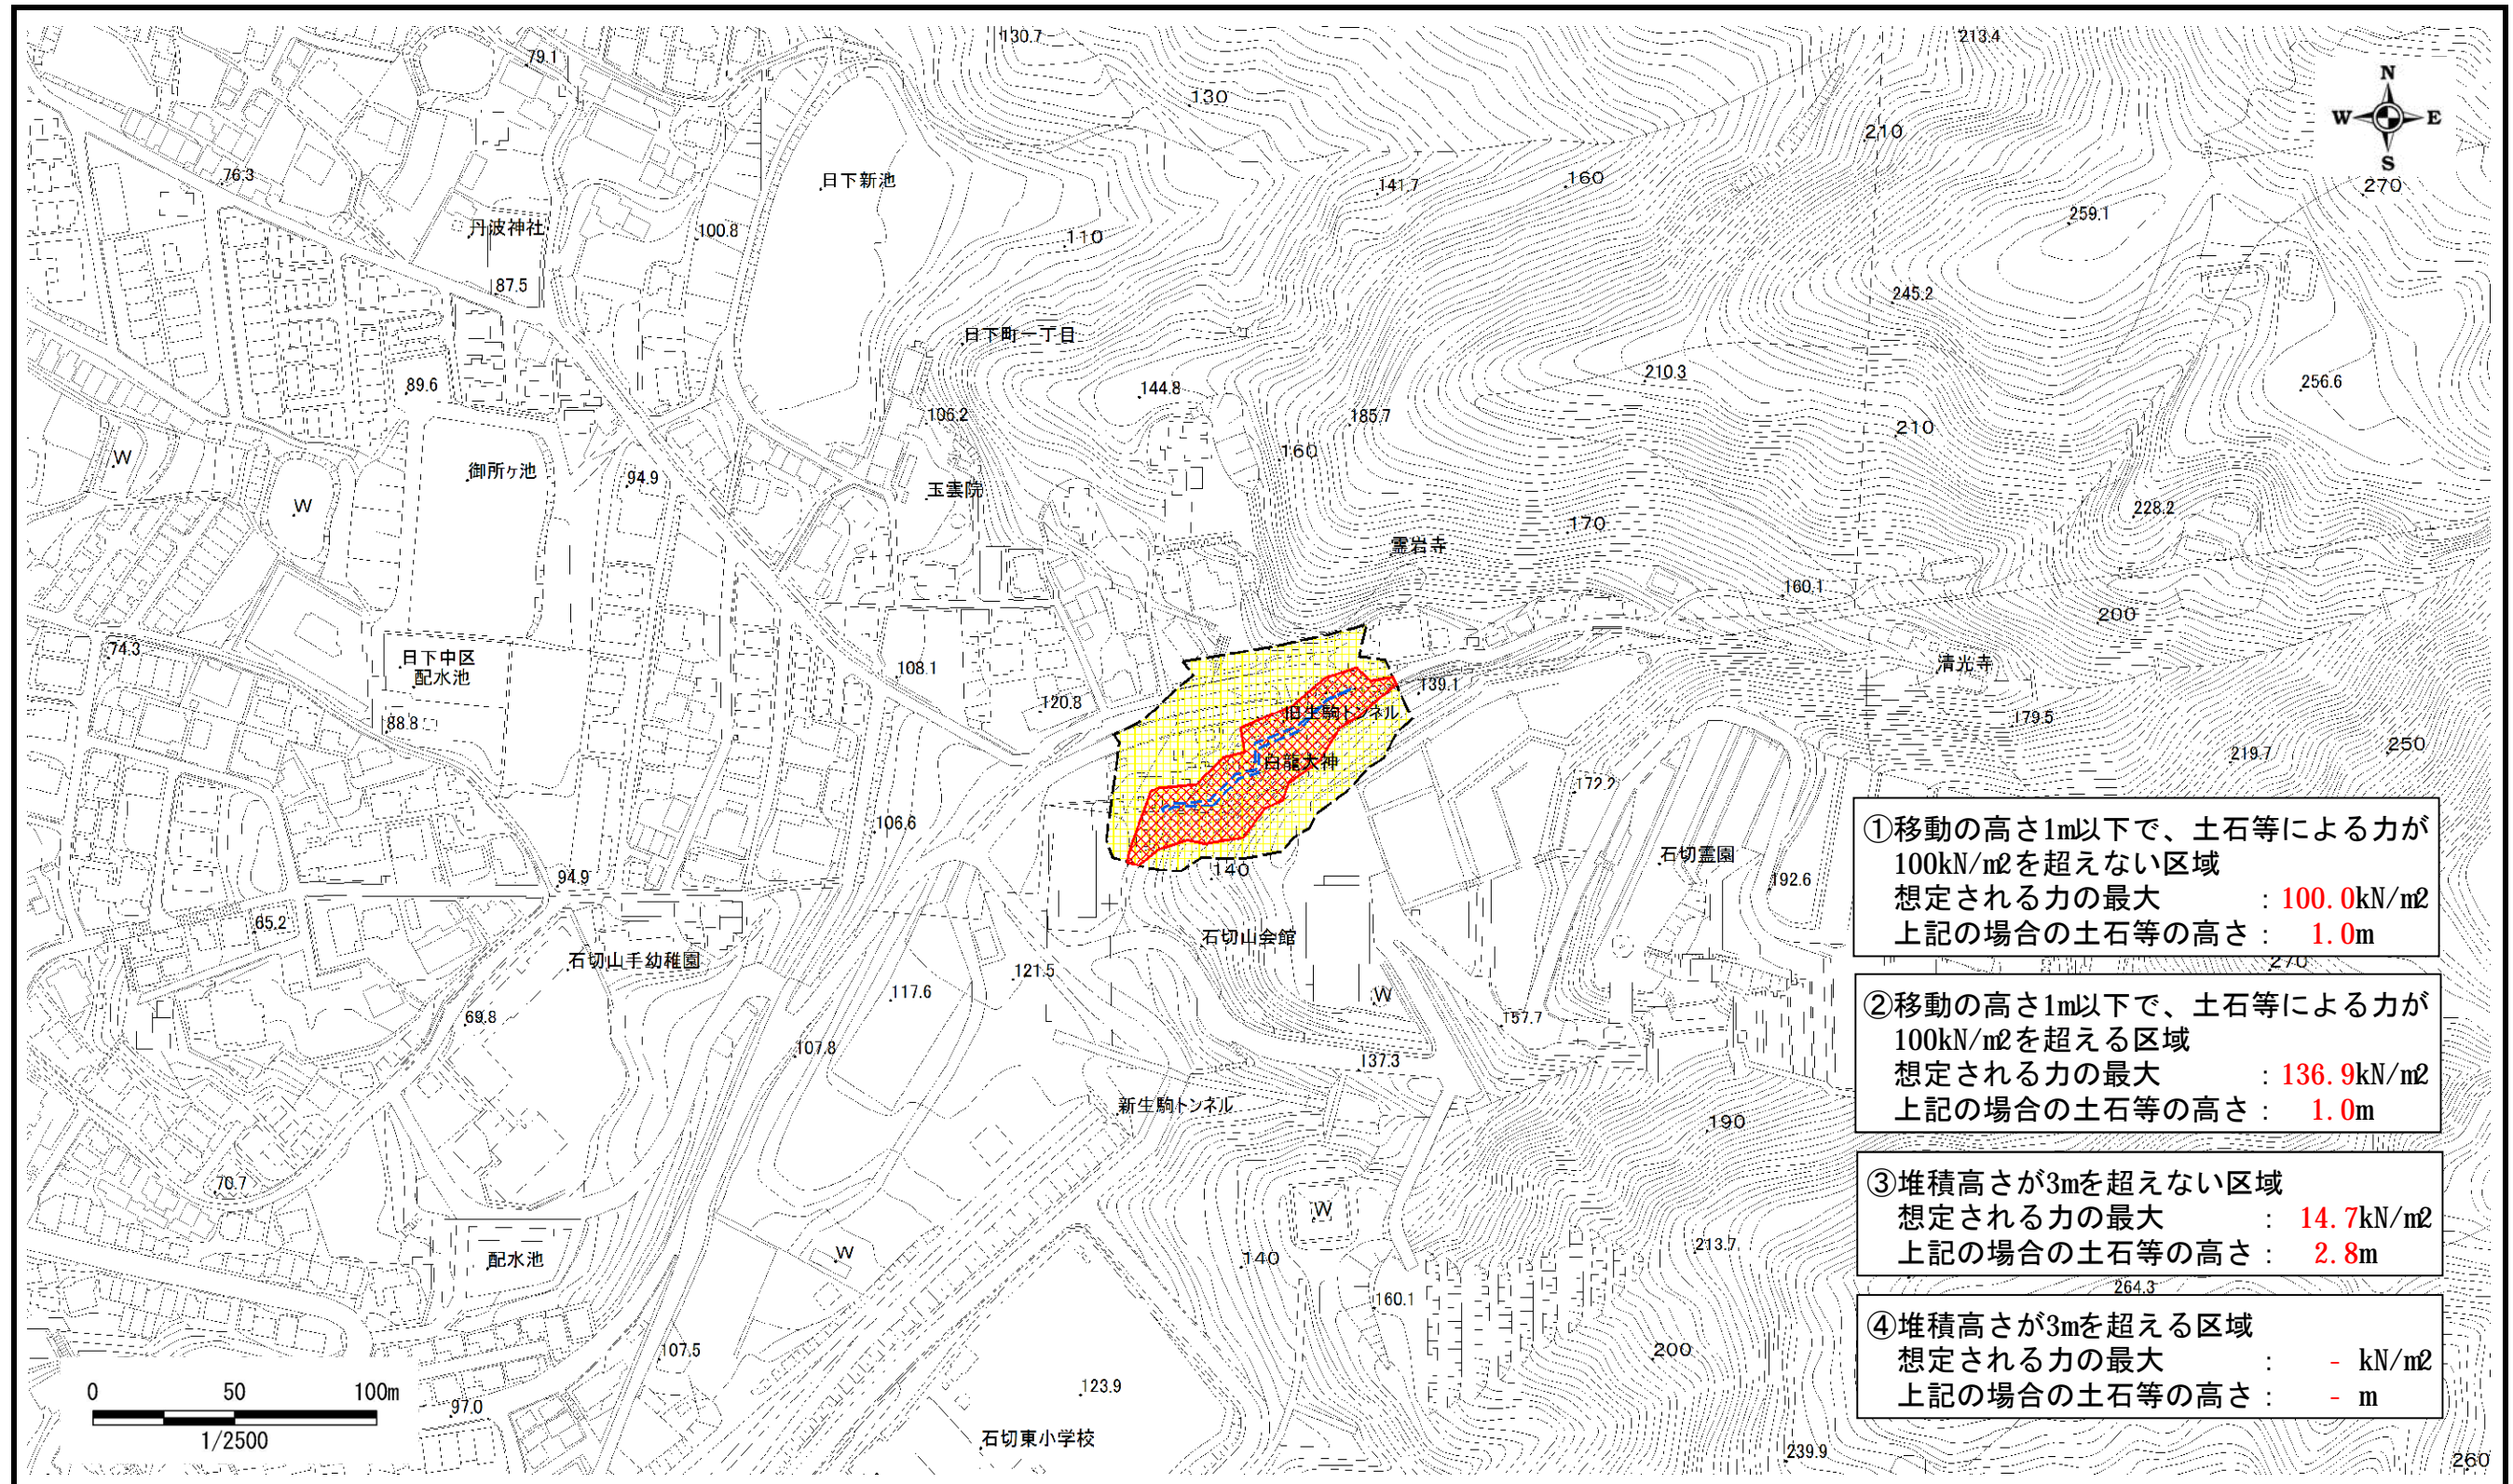 130.7
213.4
79.1
N
130
W
E
210
S
76.3
日下新池
141.7
160
270
259.1
丹波神社
100.8
110
87.5
245.2
日下町一丁目
89.6
144.8
210.3
256.6
106.2
185.7
210
W
160
御所ヶ池
94.9
玉雲院
W
228.2
170
霊岩寺
160.1
200
74.3
日下中区
配水池
108.1
清光寺
139.1
120.8
旧生駒トンネル
88.8
179.5
250
219.7
白龍大神
172.2
106.6
①移動の高さ1m以下で、土石等による力が
100kN/m2を超えない区域
想定される力の最大 : 100.0kN/m2
上記の場合の土石等の高さ : 1.0m
石切霊園
140
94.9
192.6
65.2
石切山会館
石切山手幼稚園
270
121.5
117.6
W
②移動の高さ1m以下で、土石等による力が
100kN/m2を超える区域
想定される力の最大 : 136.9kN/m2
上記の場合の土石等の高さ : 1.0m
69.8
157.7
107.8
137.3
新生駒トンネル
190
70.7
③堆積高さが3mを超えない区域
想定される力の最大 : 14.7kN/m2
上記の場合の土石等の高さ : 2.8m
W
213.7
配水池
W
140
264.3
160.1
④堆積高さが3mを超える区域
想定される力の最大 : - kN/m2
上記の場合の土石等の高さ : - m
107.5
200
0 50 100m
123.9
97.0
1/2500
石切東小学校
239.9
260